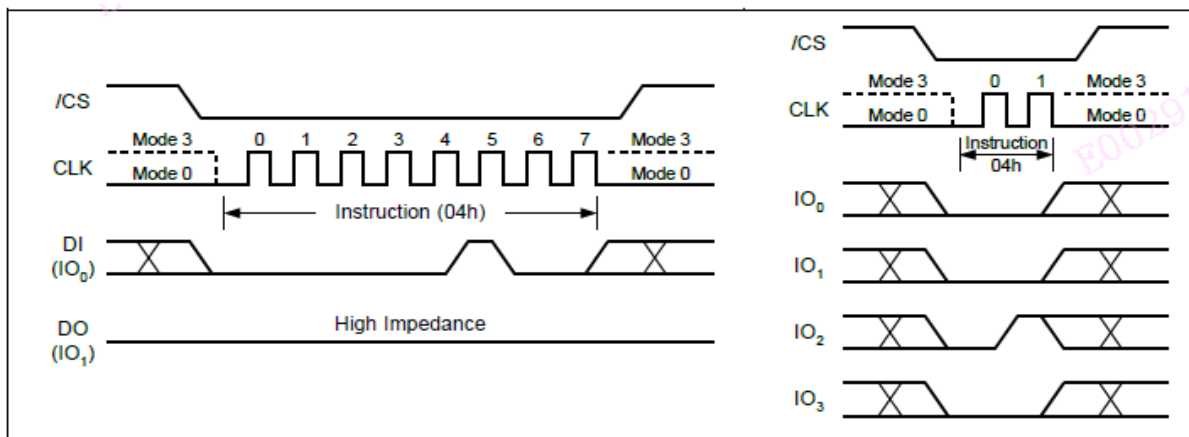 /CS
Mode 3
0 1 2 3 4 5 6 7
Mode 3
CLK
Mode 0
Mode 0
Instruction (04h)
DI
(IO0)
High Impedance
DO
(IO1)
/CS
Mode 3
0 1
Mode 3
CLK
Mode 0
Mode 0
Instruction
04h
IO0
IO1
IO2
IO3